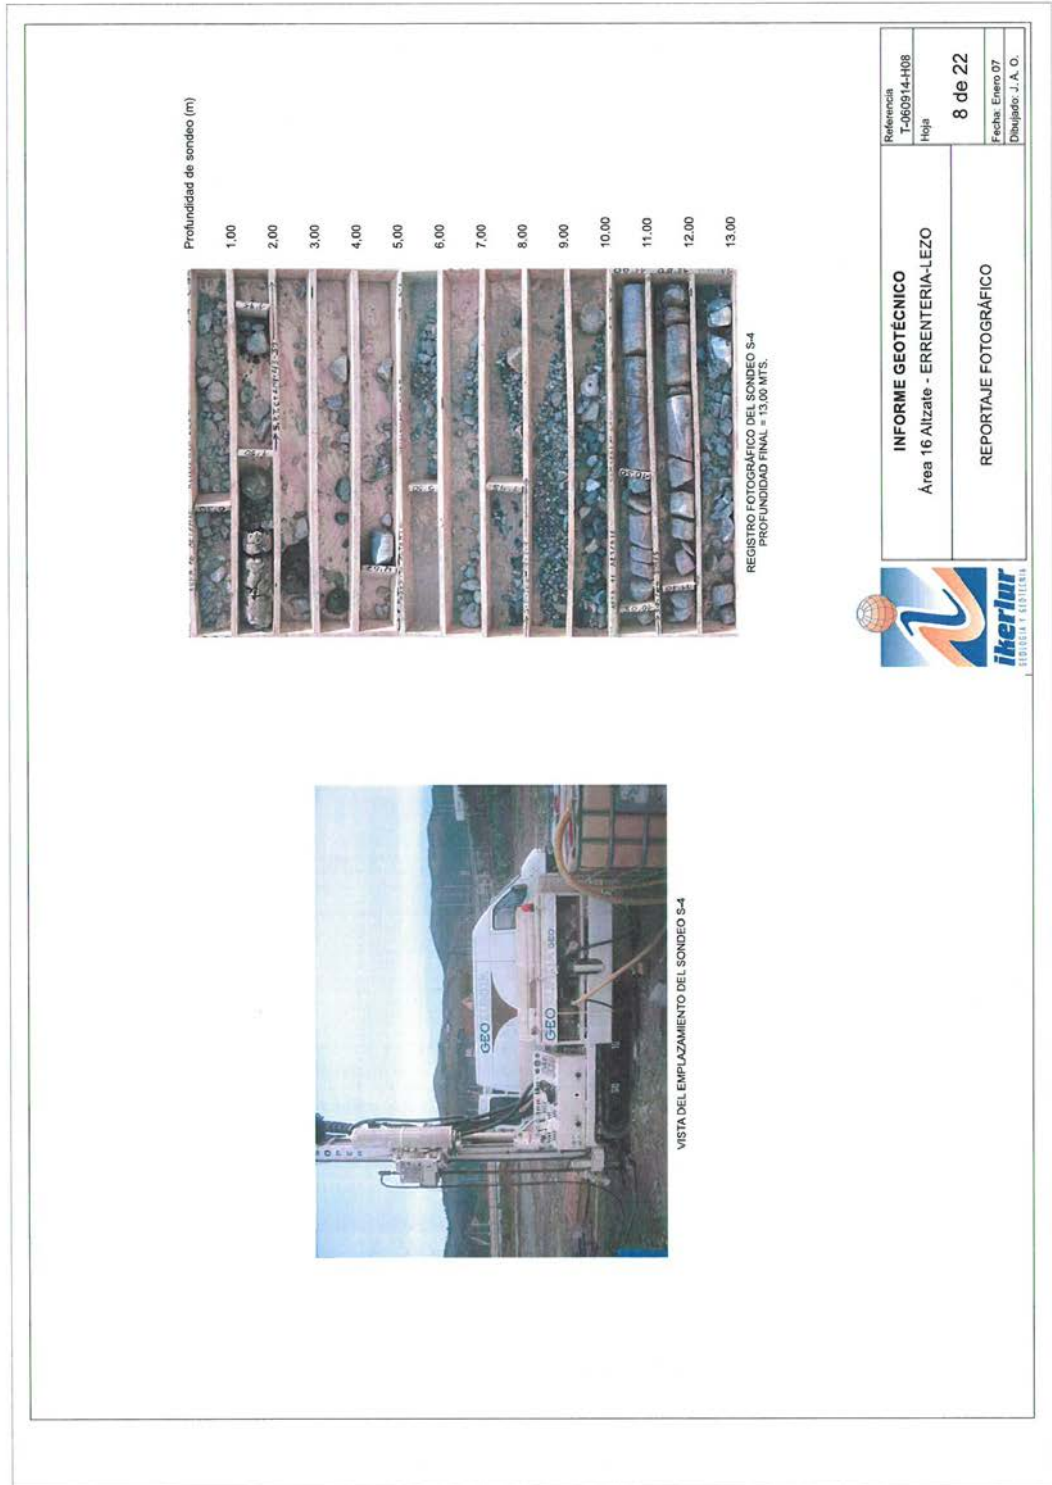 Profundidad de sondeo (m)
1,00
2,00
3,00
4,00
5,00
6,00
7,00
8,00
9,00
10.00
11.00
12.00
13.00
REGISTRO FOTOGRÁFICO DEL SONDEO S-4
PROFUNDIDAD FINAL = 13,00 MTS.
GEO
GEO
GEO
VISTA DEL EMPLAZAMIENTO DEL SONDEO S-4
ikerlur
GEOLOGIA Y GEOTECNIA
INFORME GEOTÉCNICO
Área 16 Altzate - ERRENTERIA-LEZO
REPORTAJE FOTOGRÁFICO
Referencia
T-060914-H08
Hoja
8 de 22
Fecha: Enero 07
Dibujado: J. A. O.